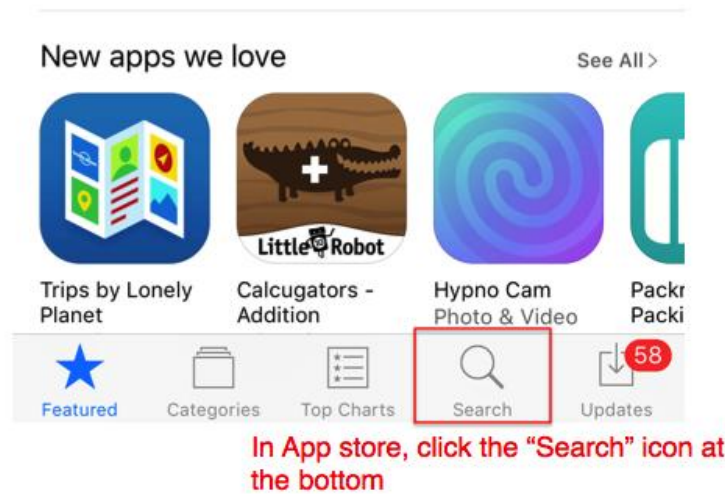 New apps we love
See All >
Little Robot
Trips by Lonely
Planet
Calcugators -
Addition
Hypno Cam
Photo & Video
Packr
Packi
58
Featured
Categories
Top Charts
Search
Updates
In App store, click the “Search” icon at
the bottom